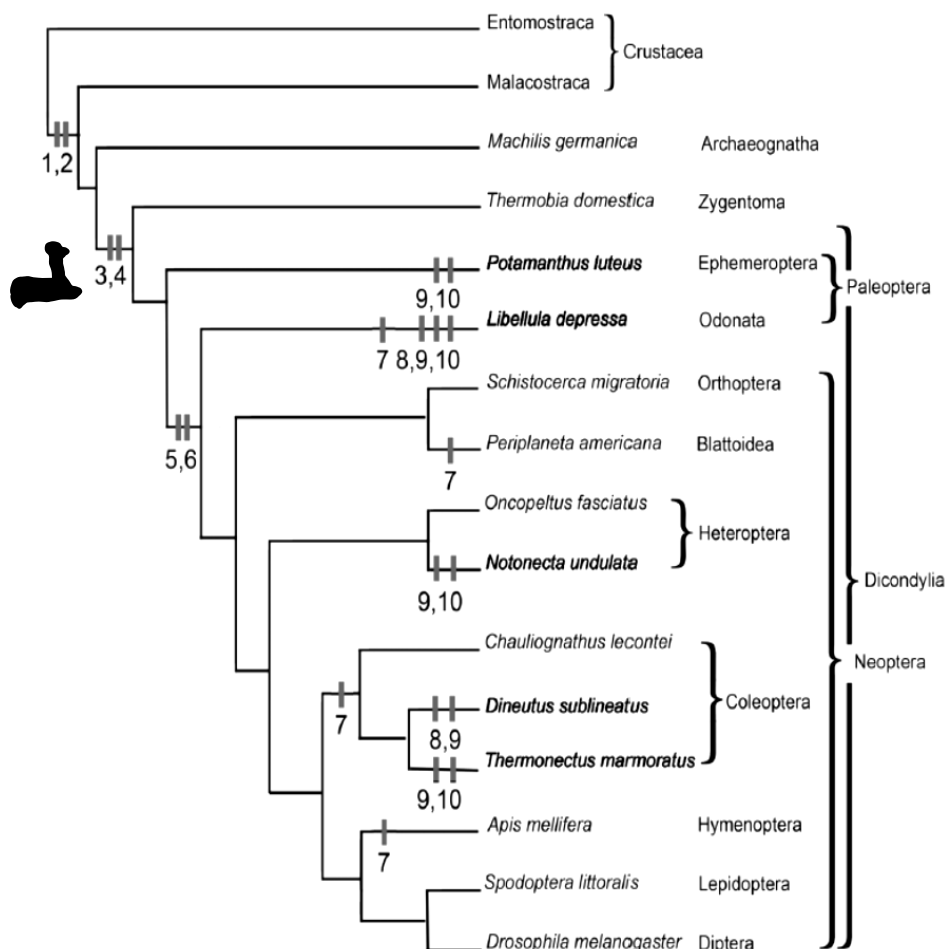 Entomostraca
Crustacea
Malacostraca
Machilis germanica Archaeognatha
1,2
Thermobia domestica Zygentoma
3,4
Potamanthus luteus Ephemeroptera
Paleoptera
9,10
Libellula depressa Odonata
7 8,9,10
Schistocerca migratoria Orthoptera
Periplaneta americana Blattoidea
5,6
7
Oncopeltus fasciatus
Heteroptera
Notonecta undulata
Dicondylia
9,10
Chauliognathus lecontei
Neoptera
Dineutus sublineatus
Coleoptera
7
8,9
Thermonectus marmoratus
9,10
Apis mellifera Hymenoptera
7
Spodoptera littoralis Lepidoptera
Drosophila melanogaster Diptera